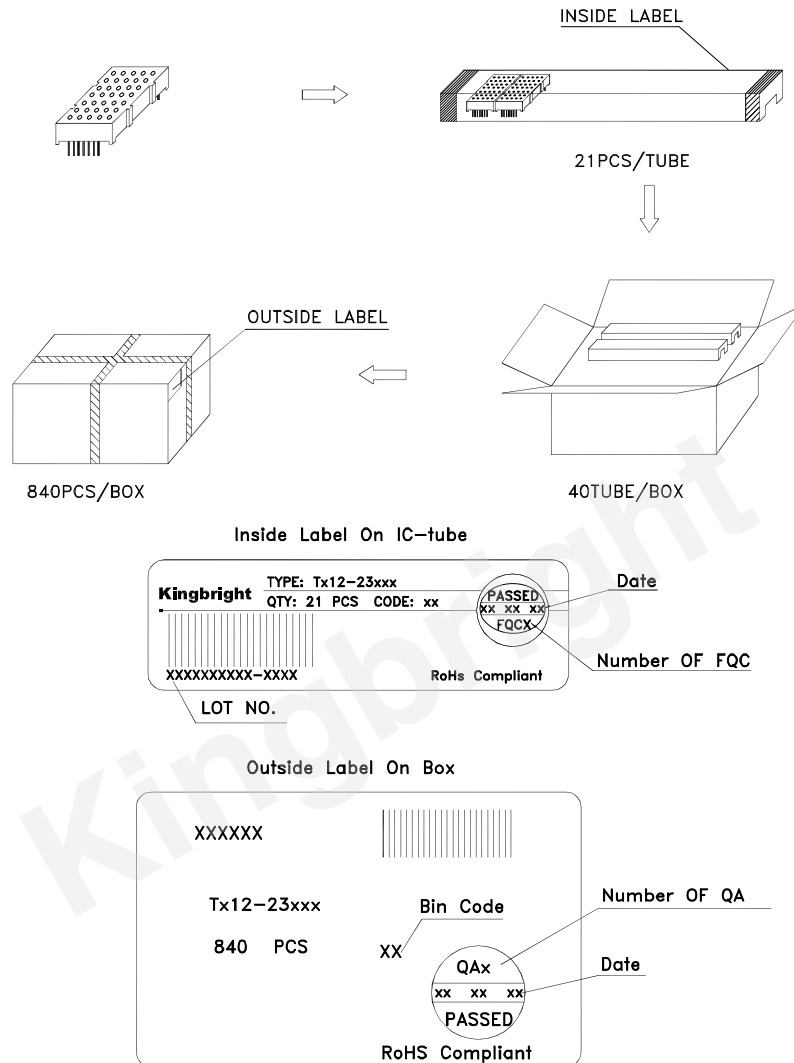 INSIDE LABEL
21PCS/TUBE
OUTSIDE LABEL
840PCS/BOX
40TUBE/BOX
Inside Label On IC-tube
Kingbright
TYPE: Tx12-23xxx
QTY: 21 PCS CODE: xx
PASSED
xx xx xx
FQCX
Date
Number OF FQC
XXXXXXXXXX-XXXX
RoHs Compliant
LOT NO.
Outside Label On Box
XXXXXX
Tx12-23xxx
840 PCS
Bin Code
XX
Number OF QA
QAx
xx xx xx
PASSED
Date
RoHS Compliant
Kingbright